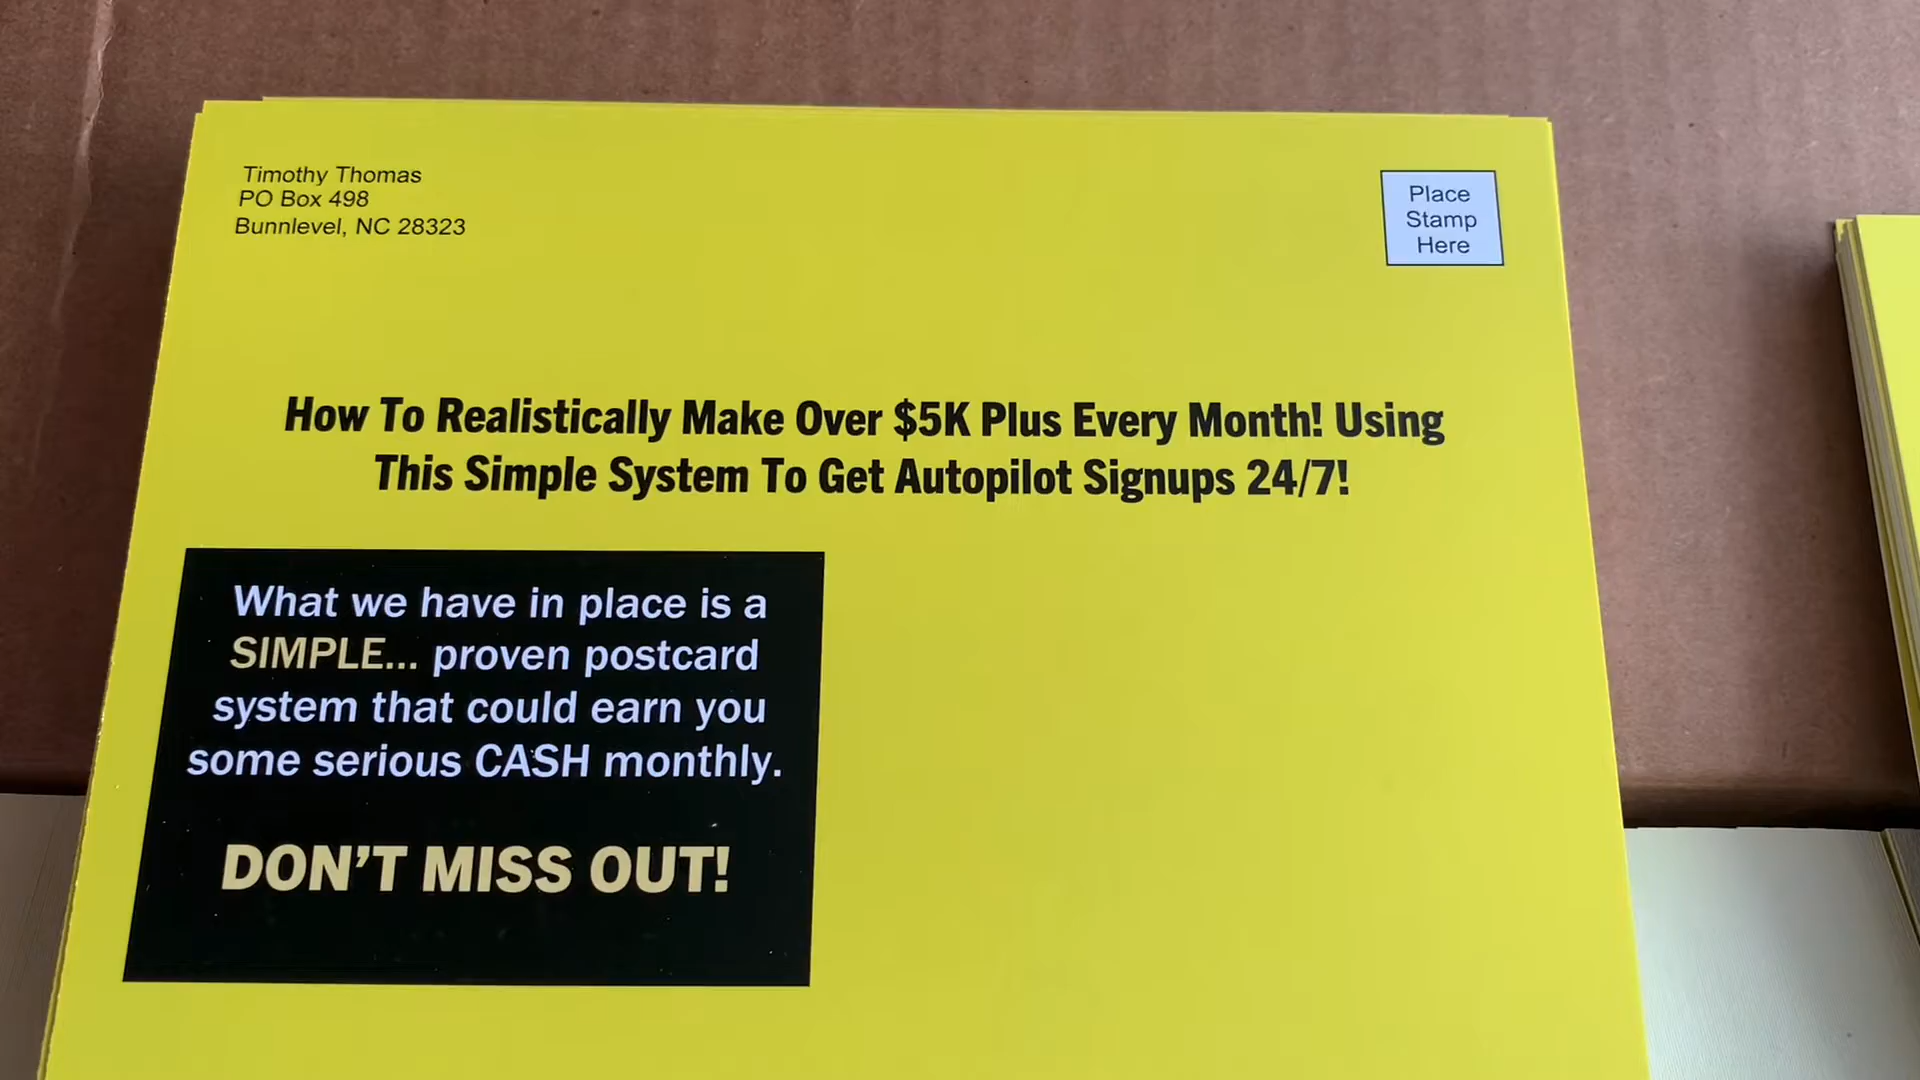 Timothy Thomas
PO Box 498
Bunnlevel, NC 28323
Place
Stamp
Here
How To Realistically Make Over $5K Plus Every Month! Using
This Simple System To Get Autopilot Signups 24/7!
What we have in place is a
SIMPLE... proven postcard
system that could earn you
some serious CASH monthly.
DON'T MISS OUT!